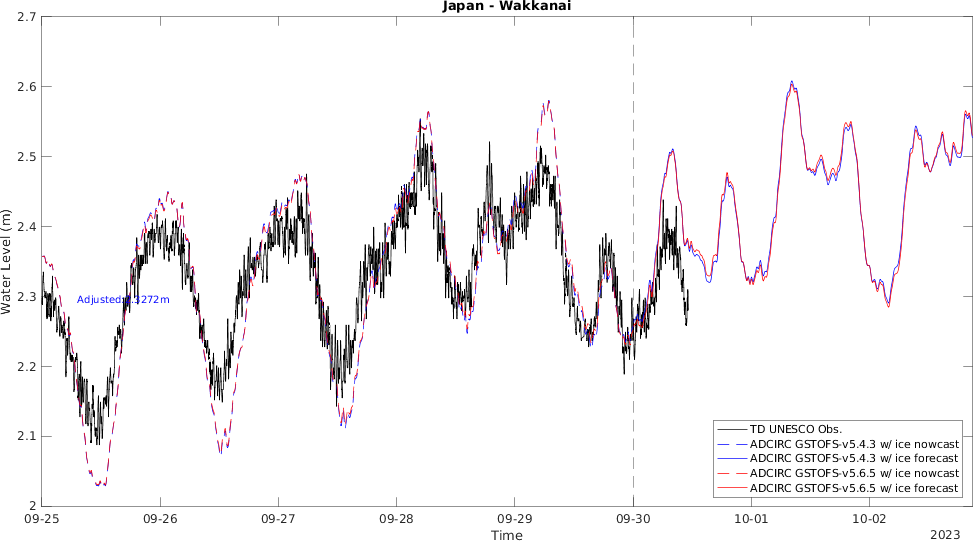 Japan - Wakkanai
2.7
2.6
2.5
2.4
2.3
2.2
2.1
2
Water Level (m)
Adjusted: 3272m
TD UNESCO Obs.
ADCIRC GSTOFS-v5.4.3 w/ ice nowcast
ADCIRC GSTOFS-v5.4.3 w/ ice forecast
ADCIRC GSTOFS-v5.6.5 w/ ice nowcast
ADCIRC GSTOFS-v5.6.5 w/ ice forecast
09-25 09-26 09-27 09-28 09-29 09-30 10-01 10-02
Time
2023